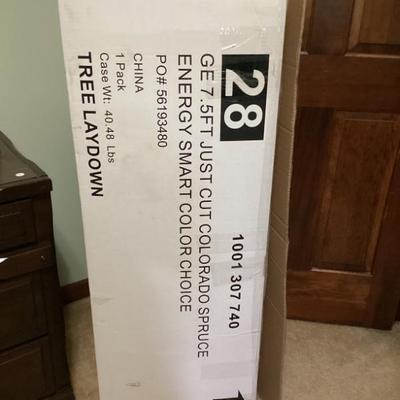 28
1001 307 740
GE 7.5FT JUST CUT COLORADO SPRUCE
ENERGY SMART COLOR CHOICE
PO# 56193480
CHINA
1 Pack
Case Wt: 40.48 Lbs
TREE LAYDOWN